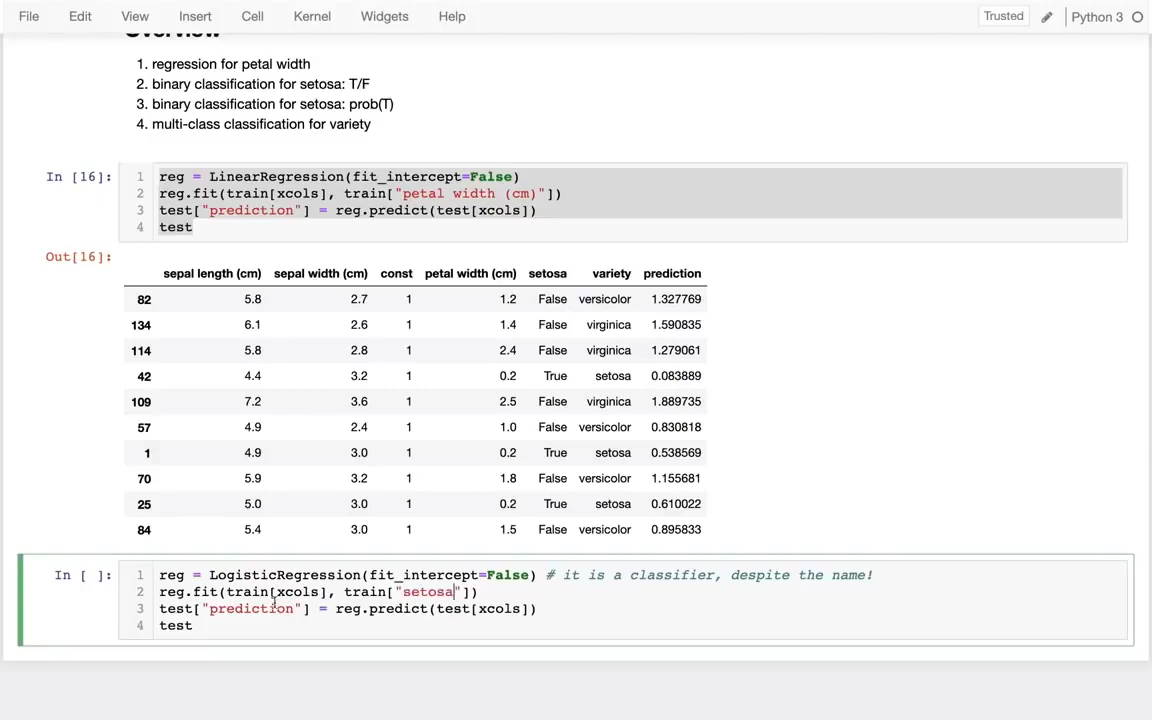 File Edit View Insert Cell Kernel Widgets Help Trusted Python 3
Overview
1. regression for petal width
2. binary classification for setosa: T/F
3. binary classification for setosa: prob(T)
4. multi-class classification for variety
In [16]: 1 reg = LinearRegression(fit_intercept=False)
2 reg.fit(train[xcols], train["petal width (cm)"])
3 test["prediction"] = reg.predict(test[xcols])
4 test
Out[16]:
sepal length (cm) sepal width (cm) const petal width (cm) setosa variety prediction
82 5.8 2.7 1 1.2 False versicolor 1.327769
134 6.1 2.6 1 1.4 False virginica 1.590835
114 5.8 2.8 1 2.4 False virginica 1.279061
42 4.4 3.2 1 0.2 True setosa 0.083889
109 7.2 3.6 1 2.5 False virginica 1.889735
57 4.9 2.4 1 1.0 False versicolor 0.830818
1 4.9 3.0 1 0.2 True setosa 0.538569
70 5.9 3.2 1 1.8 False versicolor 1.155681
25 5.0 3.0 1 0.2 True setosa 0.610022
84 5.4 3.0 1 1.5 False versicolor 0.895833
In [ ]: 1 reg = LogisticRegression(fit_intercept=False) # it is a classifier, despite the name!
2 reg.fit(train[xcols], train["setosa"])
3 test["prediction"] = reg.predict(test[xcols])
4 test